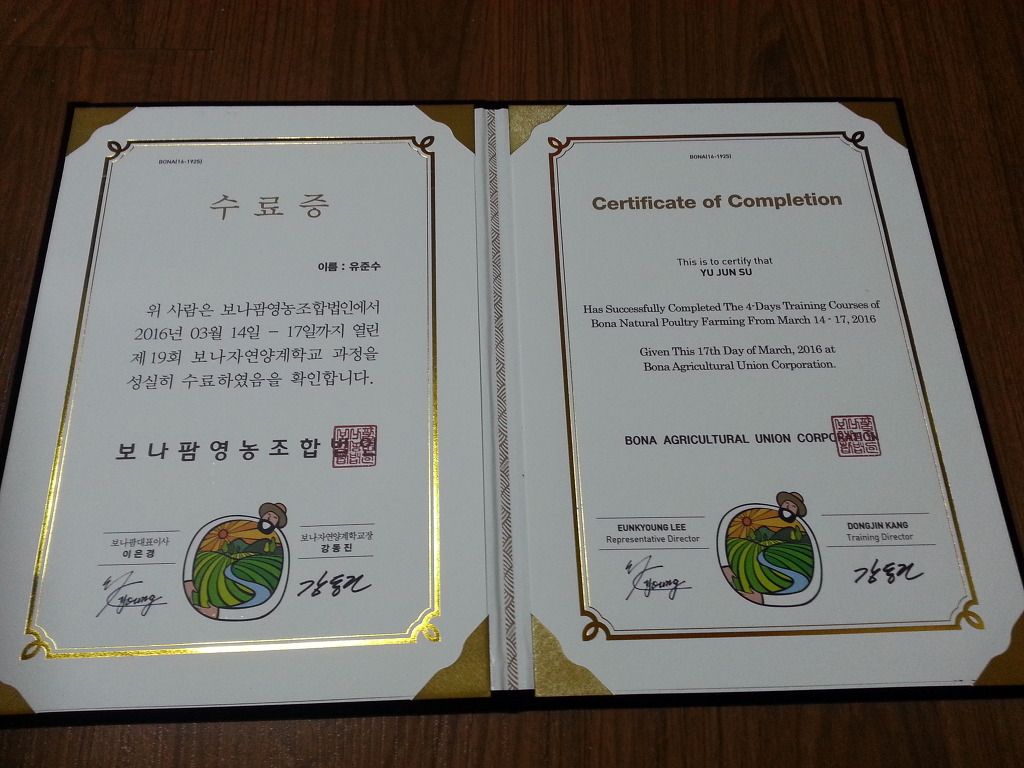 BONA(16-1925)
수료증
이름 : 유준수
위 사람은 보나팜영농조합법인에서
2016년 03월 14일 - 17일까지 열린
제19회 보나자연양계학교 과정을
성실히 수료하였음을 확인합니다.
보나팜영농조합법인
보나팜대표이사
이은경
보나자연양계학교장
강동진
강동진
BONA(16-1925)
Certificate of Completion
This is to certify that
YU JUN SU
Has Successfully Completed The 4-Days Training Courses of
Bona Natural Poultry Farming From March 14 - 17, 2016
Given This 17th Day of March, 2016 at
Bona Agricultural Union Corporation.
BONA AGRICULTURAL UNION CORPORATION
EUNKYOUNG LEE
Representative Director
DONGJIN KANG
Training Director
강동진